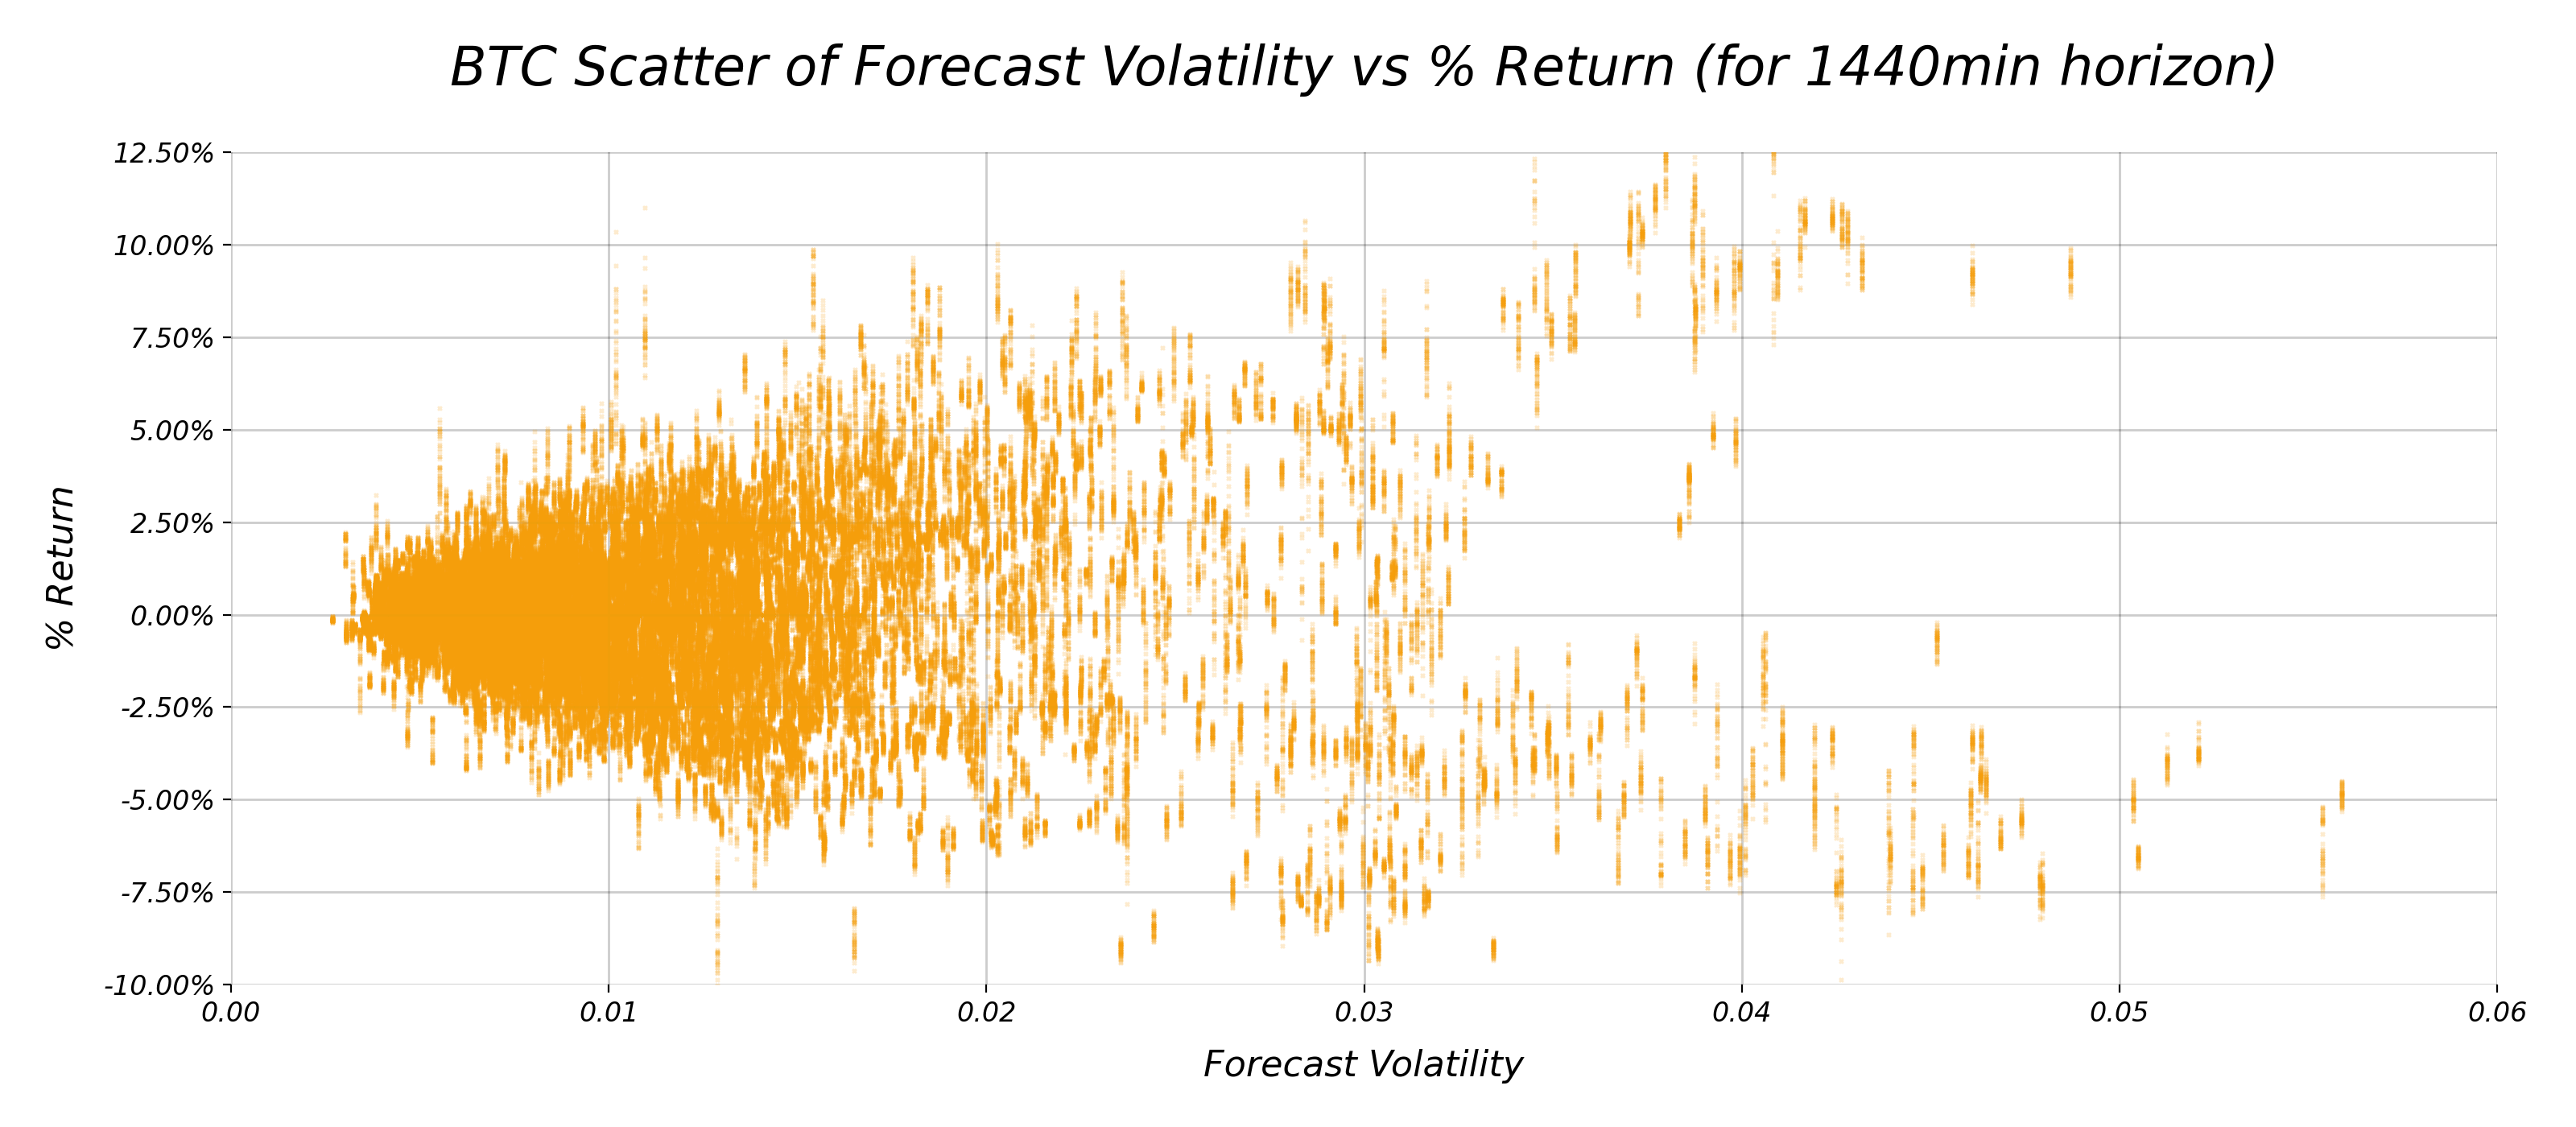 BTC Scatter of Forecast Volatility vs % Return (for 1440min horizon)
12.50%
10.00%
7.50%
5.00%
2.50%
0.00%
-2.50%
-5.00%
-7.50%
-10.00%
% Return
0.00 0.01 0.02 0.03 0.04 0.05 0.06
Forecast Volatility